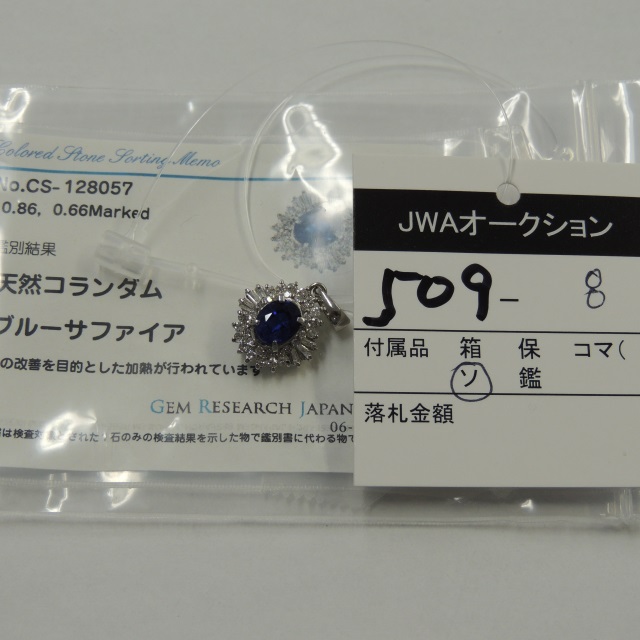 Colored Stone Sorting Memo
No.CS-128057
0.86, 0.66Marked
鑑別結果
天然コランダム
ブルーサファイア
の改善を目的とした加熱が行われています
GEM RESEARCH JAPAN
06-
は検査対象とされた1石のみの検査結果を示した物で鑑別書に代わる物で
JWAオークション
509-8
付属品 箱 保 コマ(
ソ 鑑
落札金額